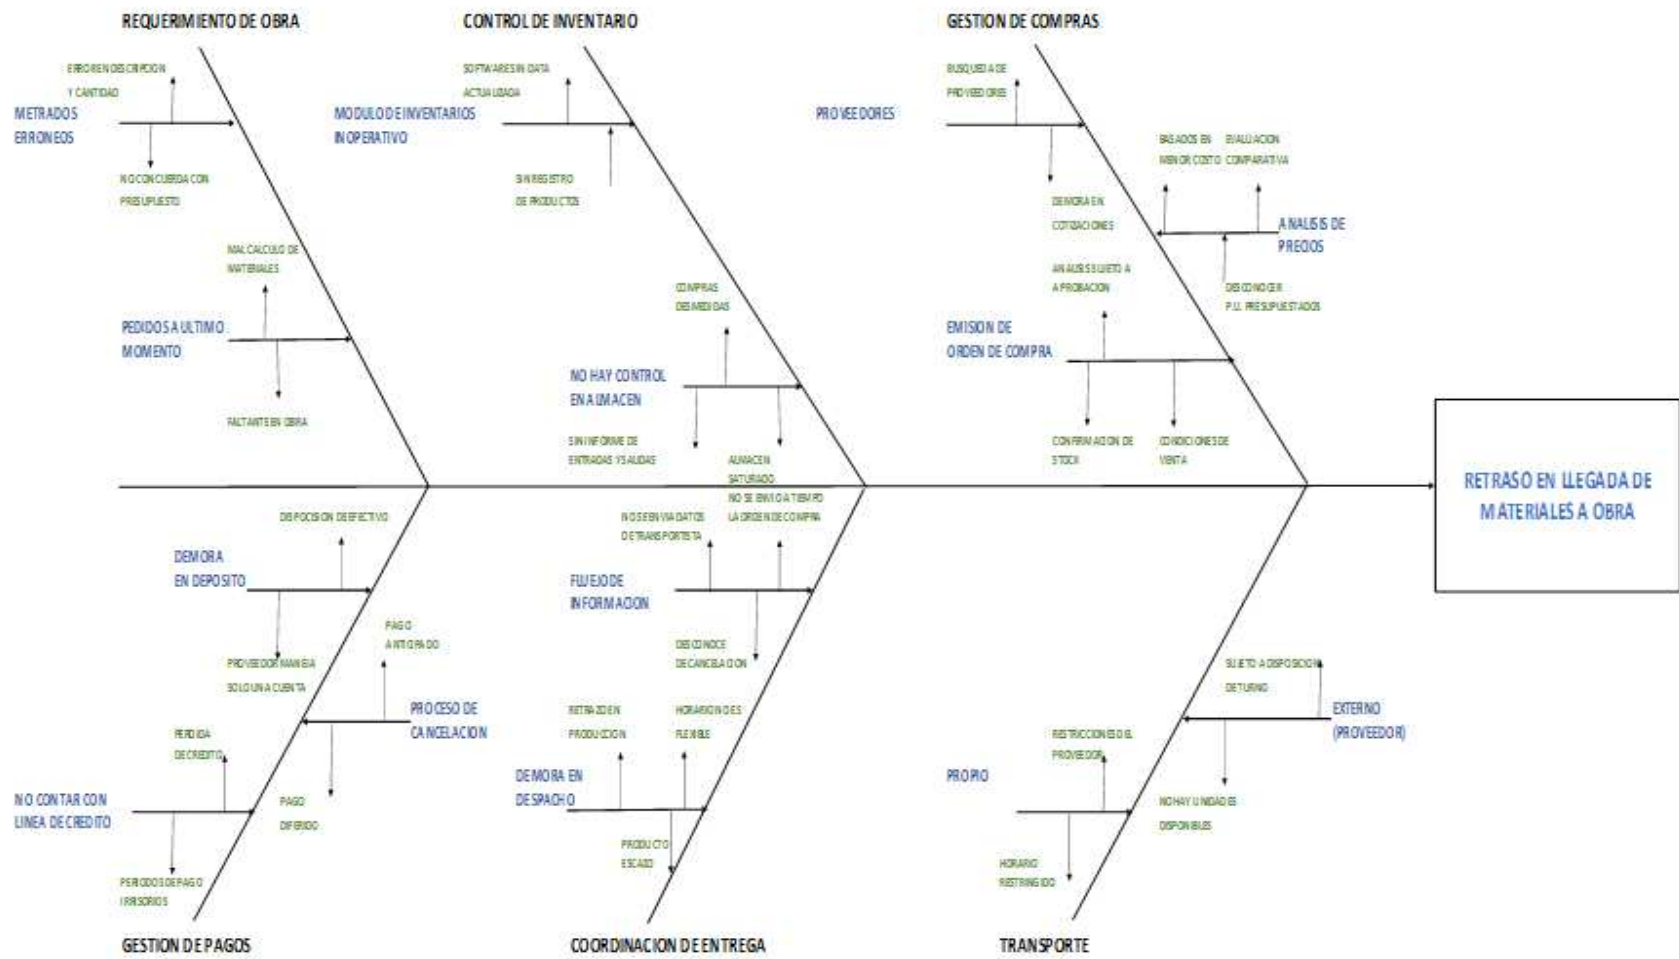 REQUERIMIENTO DE OBRA
CONTROL DE INVENTARIO
GESTION DE COMPRAS
ERROR EN DESCRIPCION
Y CANTIDAD
METRADOS
ERRONEOS
NO CONCUERDA CON
PRESUPUESTO
MAL CALCULO DE
MATERIALES
PEDIDOS A ULTIMO
MOMENTO
FALTANTE EN OBRA
SOFTWARE SIN DATA
ACTUALIZADA
MODULO DE INVENTARIOS
INOPERATIVO
SIN REGISTRO
DE PRODUCTOS
COMPRAS
DESMEDIDAS
NO HAY CONTROL
EN ALMACEN
SIN INFORME DE
ENTRADAS Y SALIDAS
ALMACEN
SATURADO
BUSQUEDA DE
PROVEEDORES
PROVEEDORES
DEMORA EN
COTIZACIONES
BASADOS EN
MENOR COSTO
EVALUACION
COMPARATIVA
ANALISIS DE
PRECIOS
DESCONOCER
P.U. PRESUPUESTADOS
ANALISIS SUJETO A
APROBACION
EMISION DE
ORDEN DE COMPRA
CONFIRMACION DE
STOCK
CONDICIONES DE
VENTA
RETRASO EN LLEGADA DE
MATERIALES A OBRA
DISPOCISION DE EFECTIVO
DEMORA
EN DEPOSITO
PROVEEDOR MANEJA
SOLO UNA CUENTA
PAGO
ANTICIPADO
PROCESO DE
CANCELACION
PAGO
DIFERIDO
PERDIDA
DE CREDITO
NO CONTAR CON
LINEA DE CREDITO
PERIODOS DE PAGO
IRRISORIOS
GESTION DE PAGOS
NO SE ENVIA DATOS
DE TRANSPORTISTA
NO SE ENVIO A TIEMPO
LA ORDEN DE COMPRA
FLUEJO DE
INFORMACION
DESCONOCE
DE CANCELACION
RETRAZO EN
PRODUCCION
HORARIO NO ES
FLEXIBLE
DEMORA EN
DESPACHO
PRODUCTO
ESCAZO
COORDINACION DE ENTREGA
SUJETO A DISPOSICION
DE TURNO
EXTERNO
(PROVEEDOR)
NO HAY UNIDADES
DISPONIBLES
RESTRICCIONES DEL
PROVEEDOR
PROPIO
HORARIO
RESTRINGIDO
TRANSPORTE